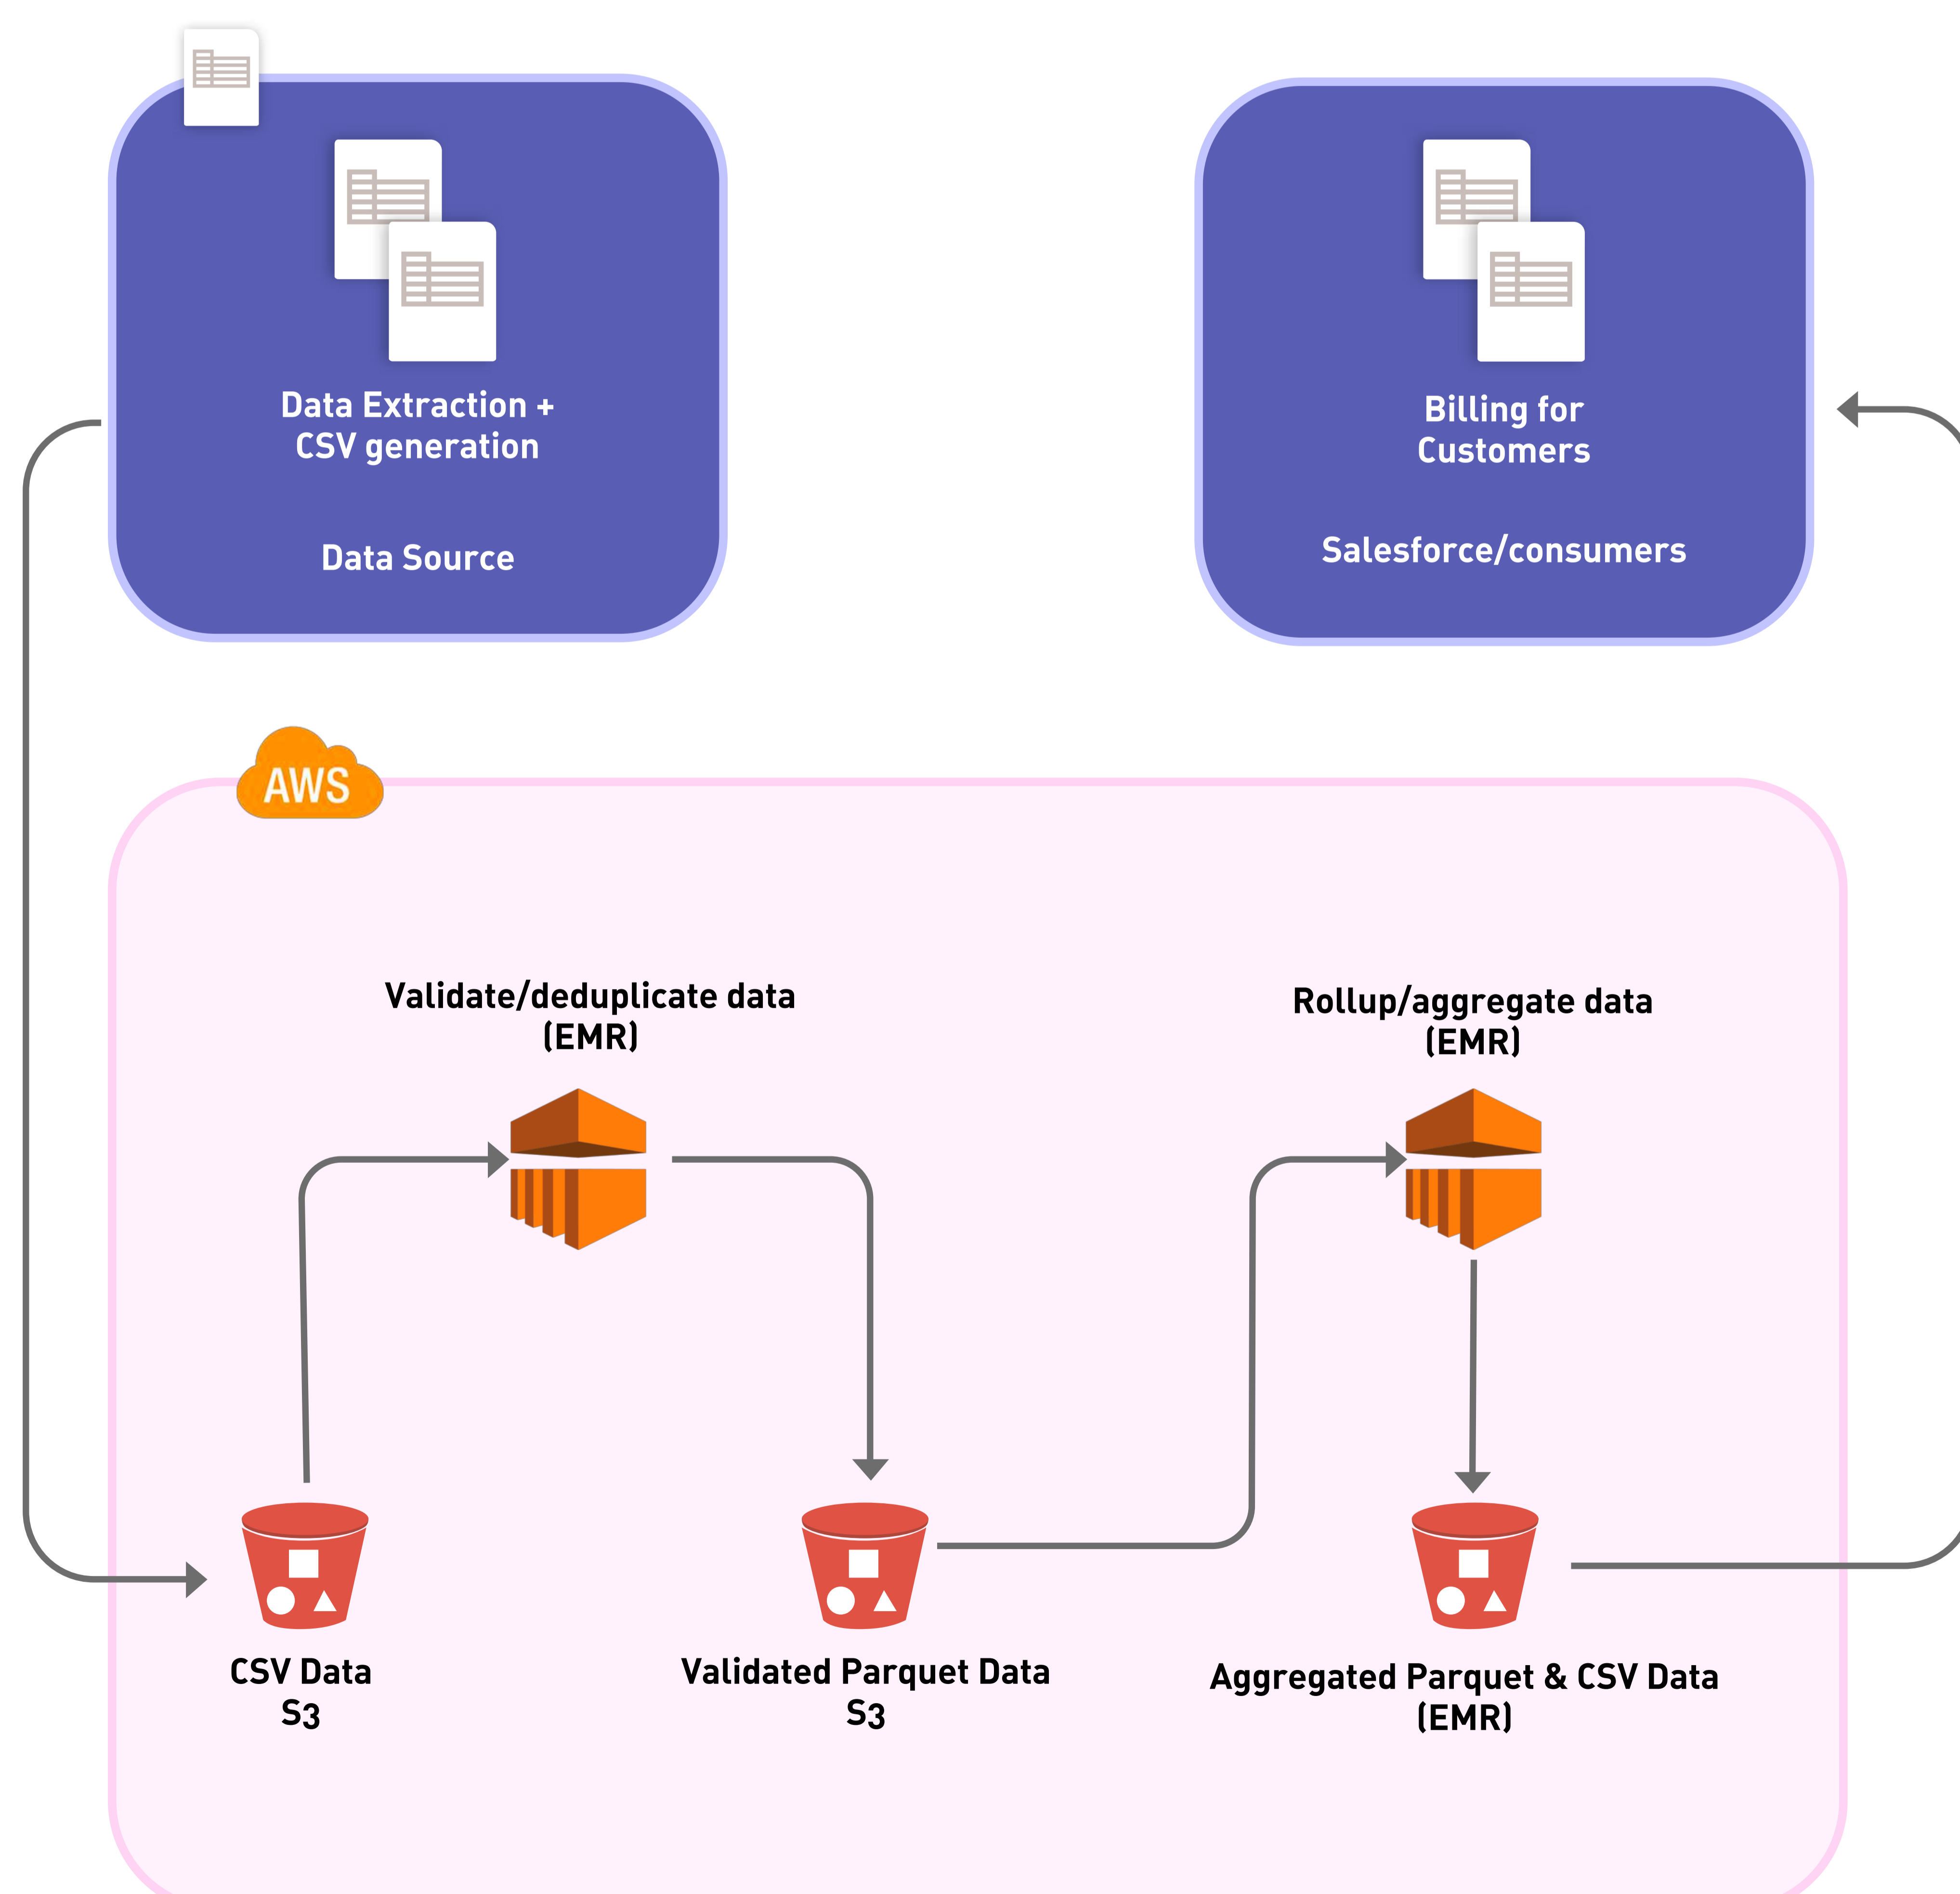 Data Extraction +
CSV generation
Data Source
Billing for
Customers
Salesforce/consumers
AWS
Validate/deduplicate data
(EMR)
Rollup/aggregate data
(EMR)
CSV Data
S3
Validated Parquet Data
S3
Aggregated Parquet & CSV Data
(EMR)